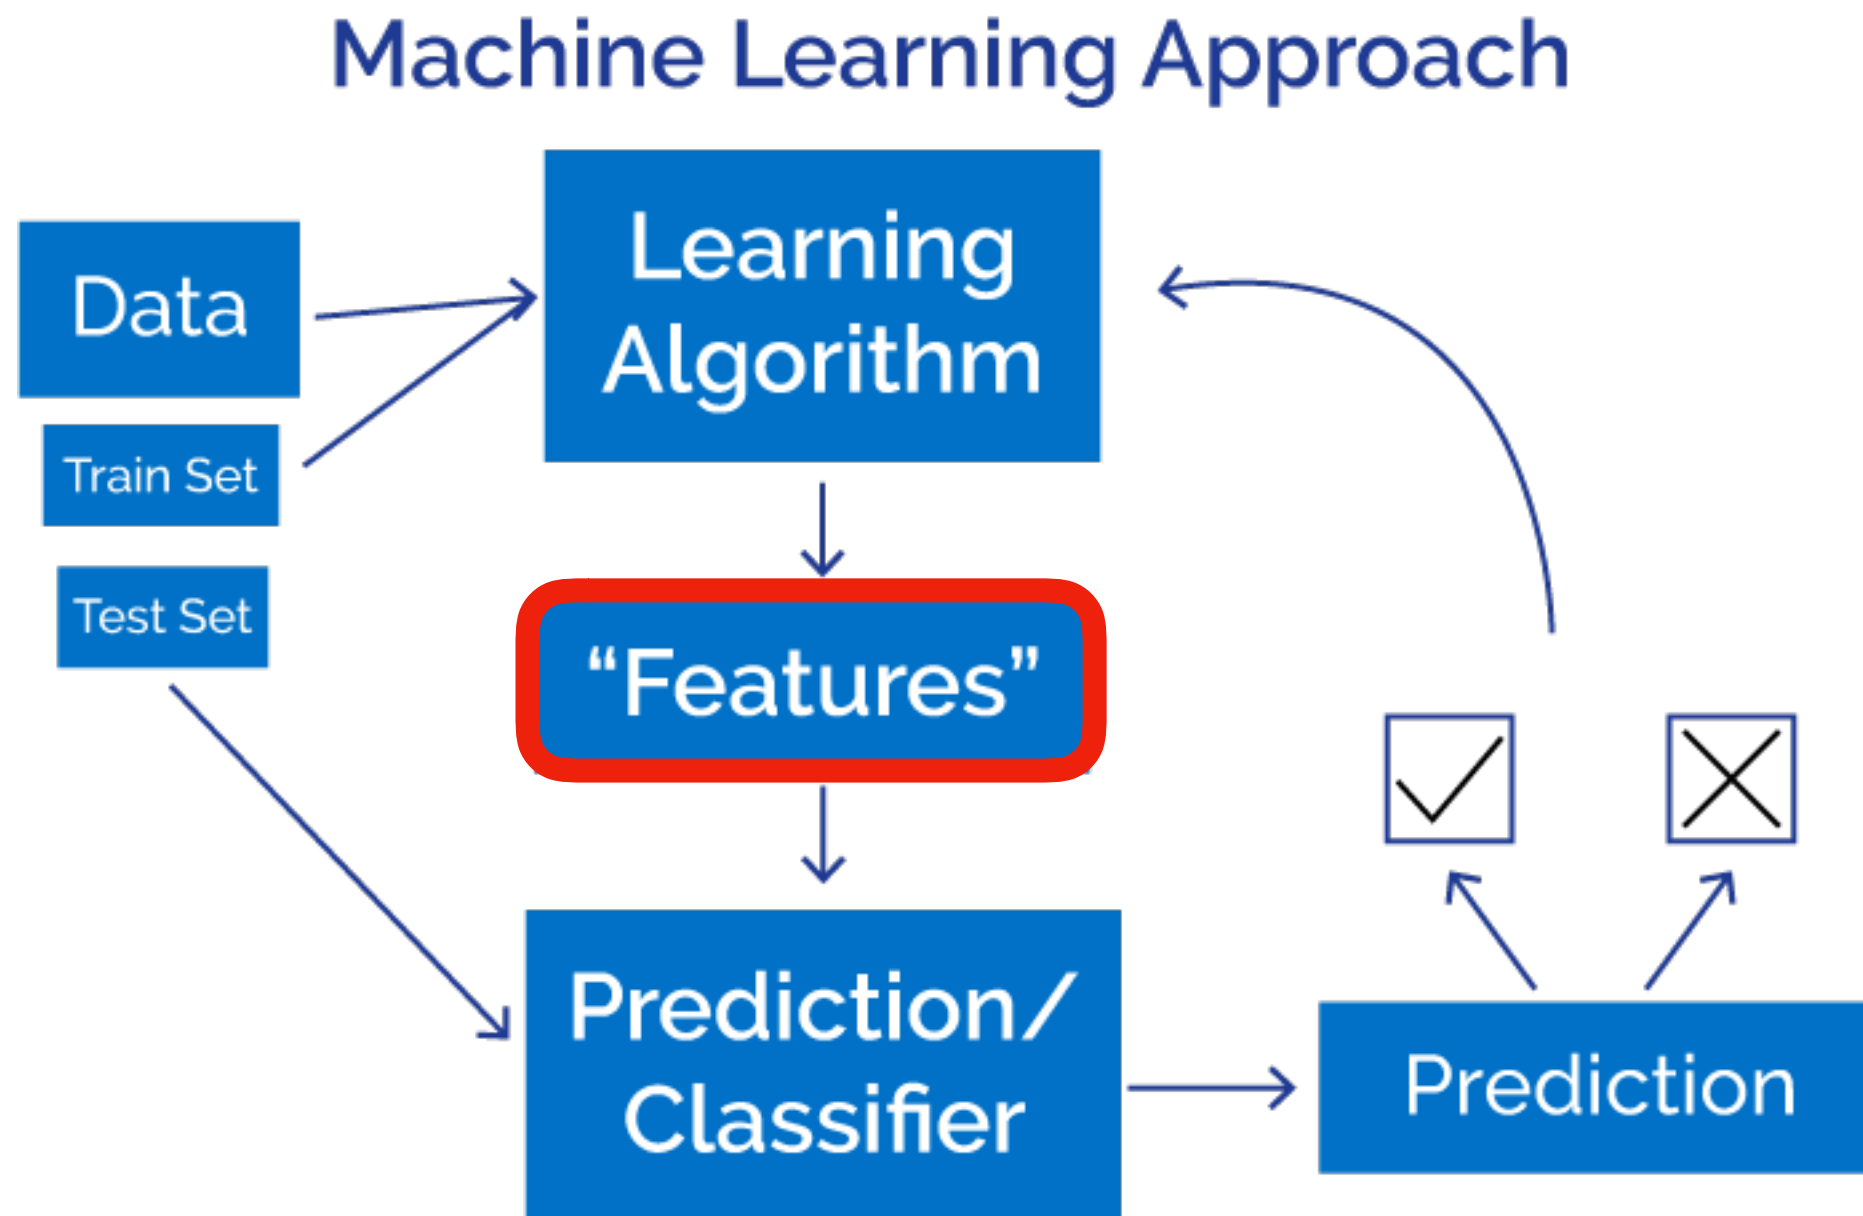 Machine Learning Approach
Data
Train Set
Test Set
Learning
Algorithm
“Features”
Prediction/
Classifier
Prediction